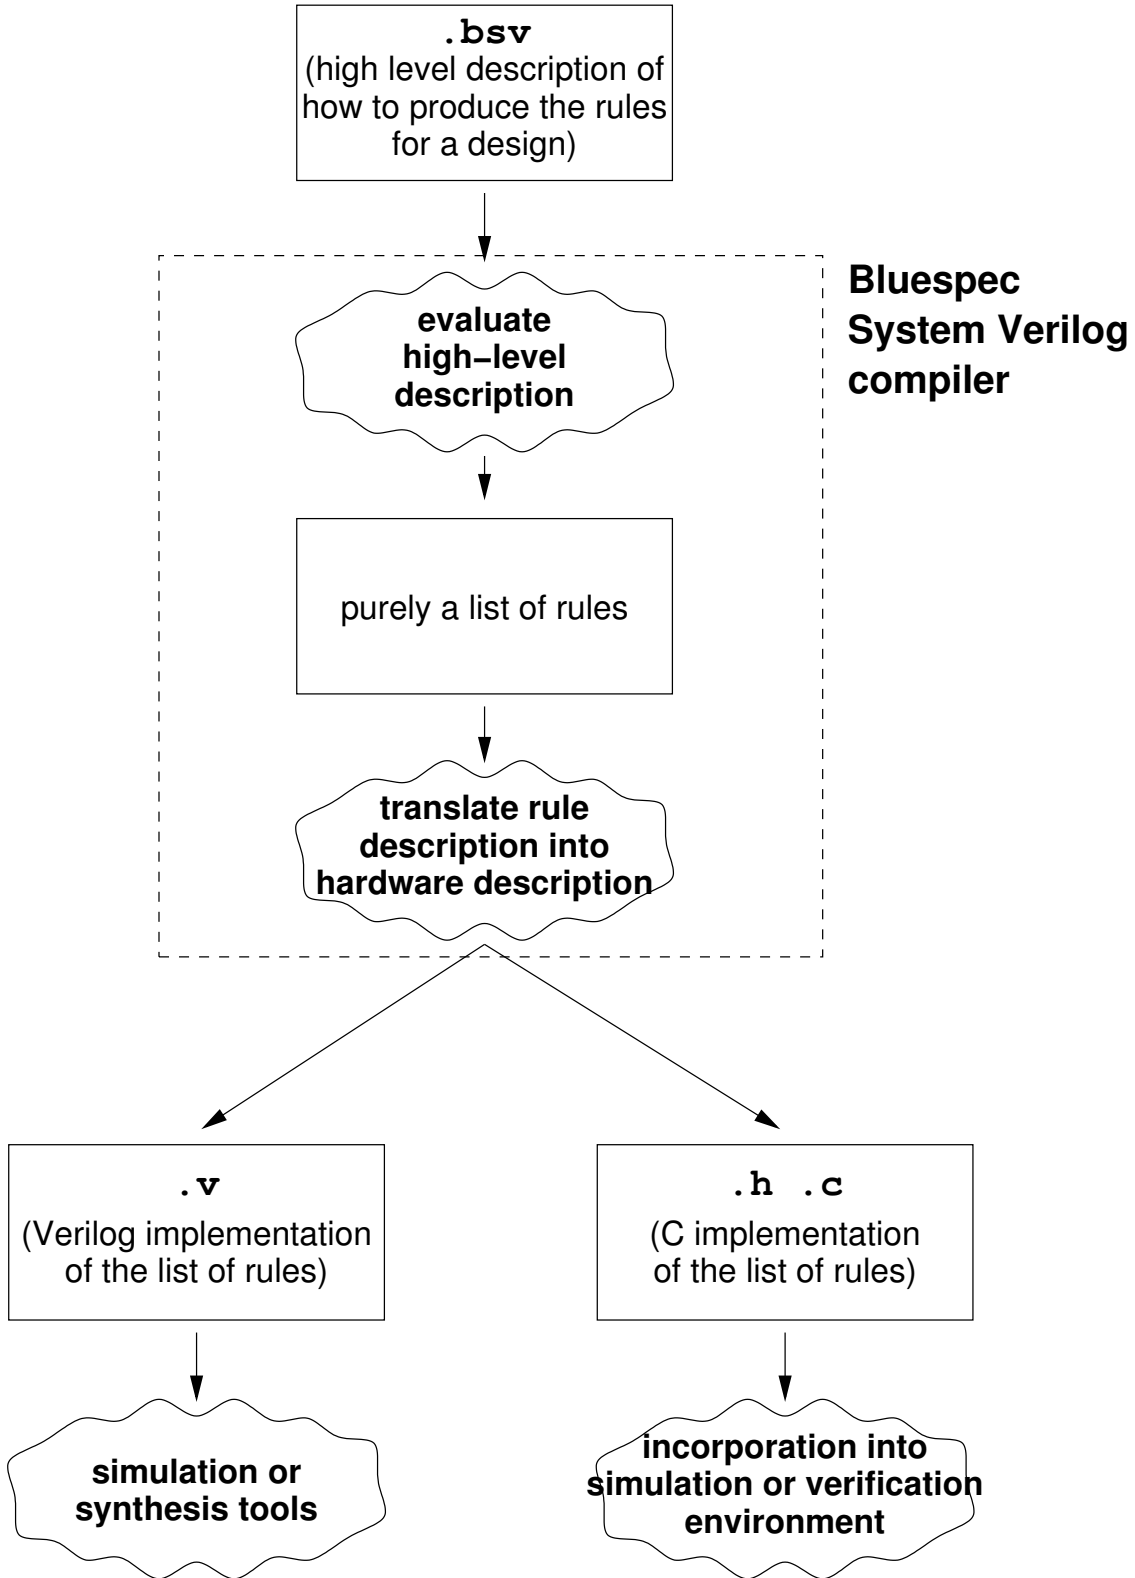 .bsv
(high level description of
how to produce the rules
for a design)
Bluespec
System Verilog
compiler
evaluate
high−level
description
purely a list of rules
translate rule
description into
hardware description
.v
(Verilog implementation
of the list of rules)
.h .c
(C implementation
of the list of rules)
simulation or
synthesis tools
incorporation into
simulation or verification
environment